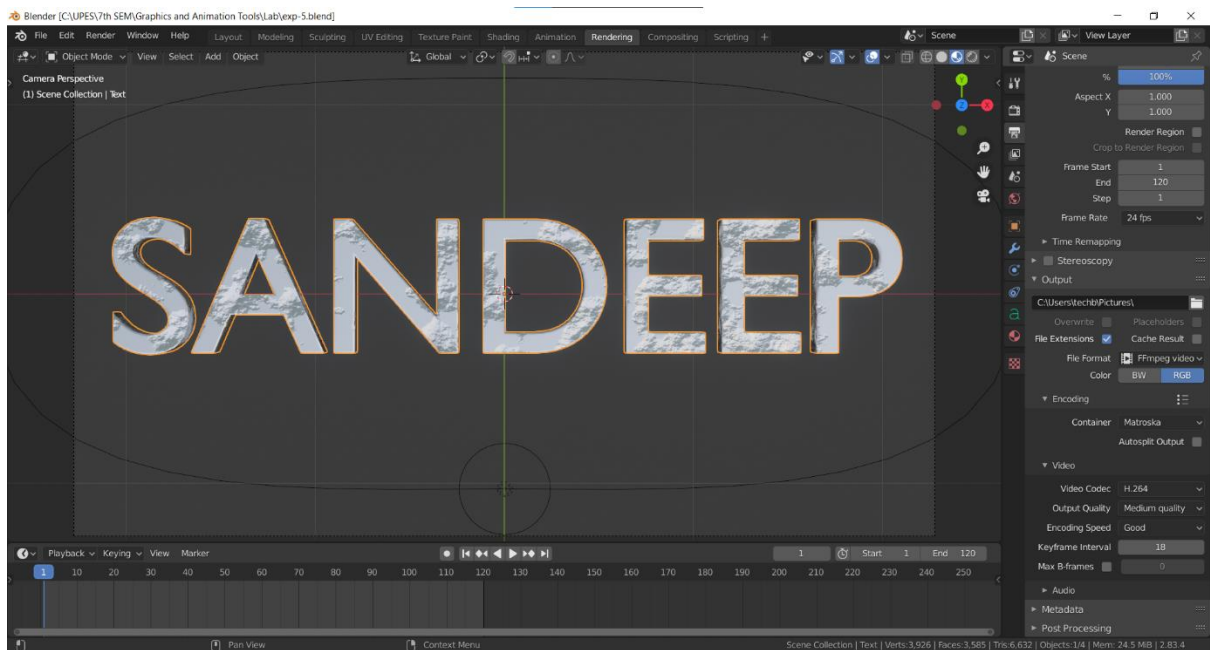 Blender [C:\UPES\7th SEM\Graphics and Animation Tools\Lab\exp-5.blend]
File Edit Render Window Help Layout Modeling Sculpting UV Editing Texture Paint Shading Animation Rendering Compositing Scripting + Scene View Layer
Object Mode View Select Add Object Global Scene
Camera Perspective
(1) Scene Collection | Text
Y
Z
X
SANDEEP
% 100%
Aspect X 1.000
Y 1.000
Render Region
Crop to Render Region
Frame Start 1
End 120
Step 1
Frame Rate 24 fps
Time Remapping
Stereoscopy
Output
C:\Users\techb\Pictures\
Overwrite Placeholders
File Extensions Cache Result
File Format FFmpeg video
Color BW RGB
Encoding
Container Matroska
Autosplit Output
Video
Video Codec H.264
Output Quality Medium quality
Encoding Speed Good
Keyframe Interval 18
Max B-frames 0
Audio
Metadata
Post Processing
Playback Keying View Marker 1 Start 1 End 120
1 10 20 30 40 50 60 70 80 90 100 110 120 130 140 150 160 170 180 190 200 210 220 230 240 250
Pan View Context Menu Scene Collection | Text | Verts:3,926 | Faces:3,585 | Tris:6,632 | Objects:1/4 | Mem: 24.5 MiB | 2.83.4